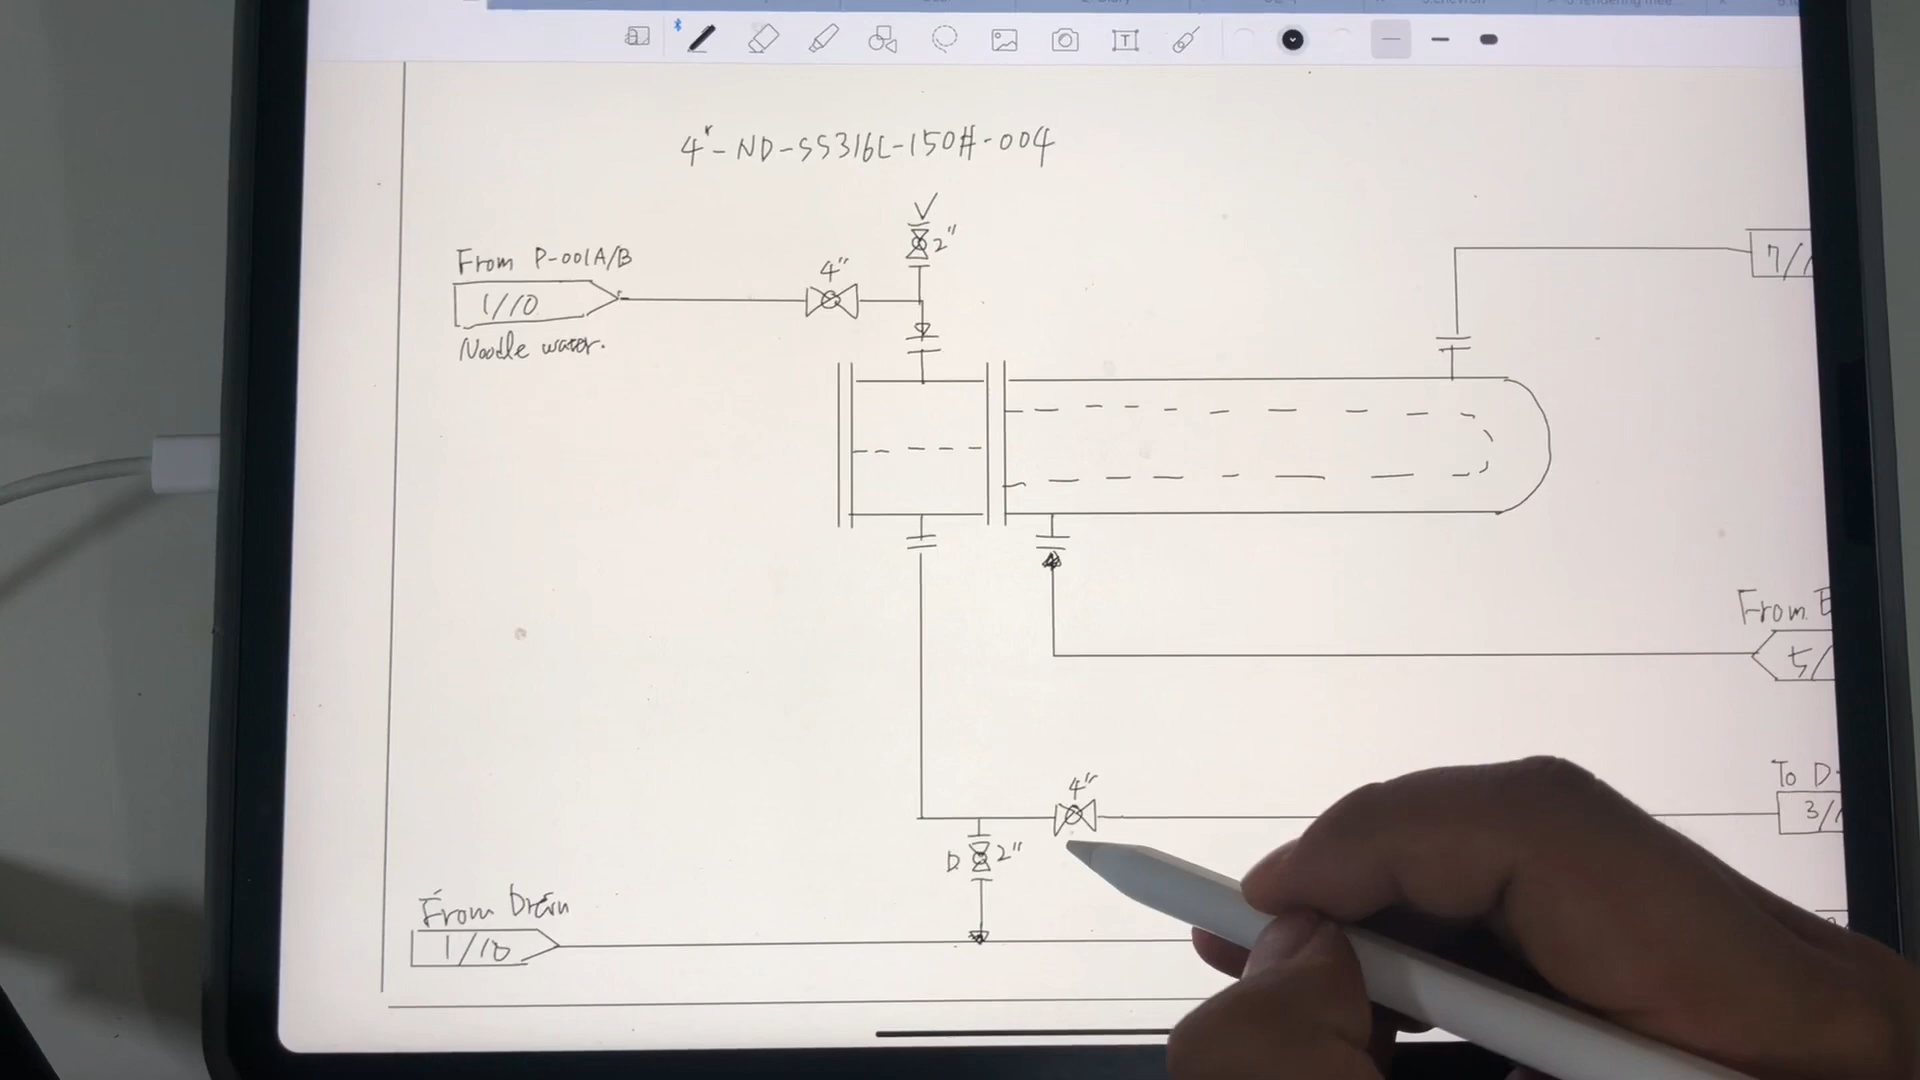 4"-ND-SS316L-150#-004
V
2"
From P-001A/B
4"
1/10
Noodle water.
7/
From E
5/
4"
To D-
3/
D 2"
From Drain
1/10